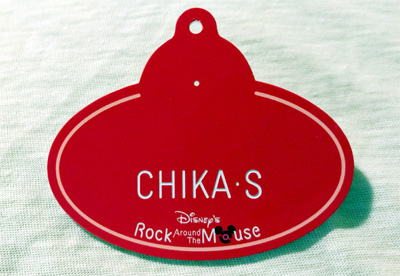 CHIKA·S
Disney's
Rock Around The Mouse